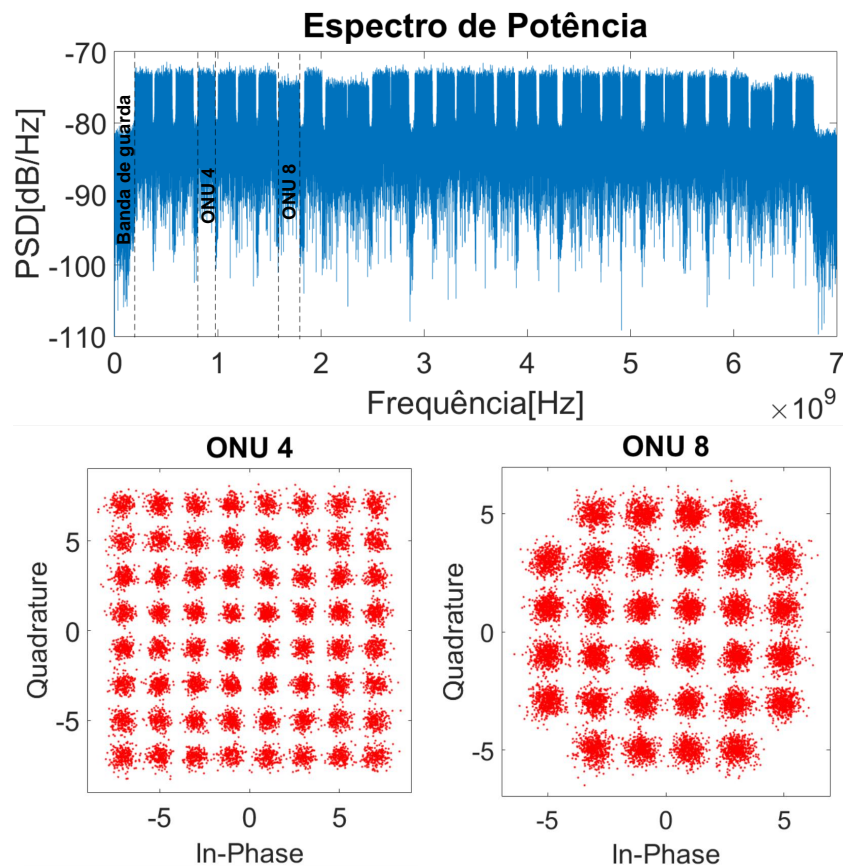 Espectro de Potência
PSD[dB/Hz]
-70
-80
-90
-100
-110
Banda de guarda
ONU 4
ONU 8
0 1 2 3 4 5 6 7
Frequência[Hz]
×10^9
ONU 4
Quadrature
5
0
-5
-5 0 5
In-Phase
ONU 8
Quadrature
5
0
-5
-5 0 5
In-Phase